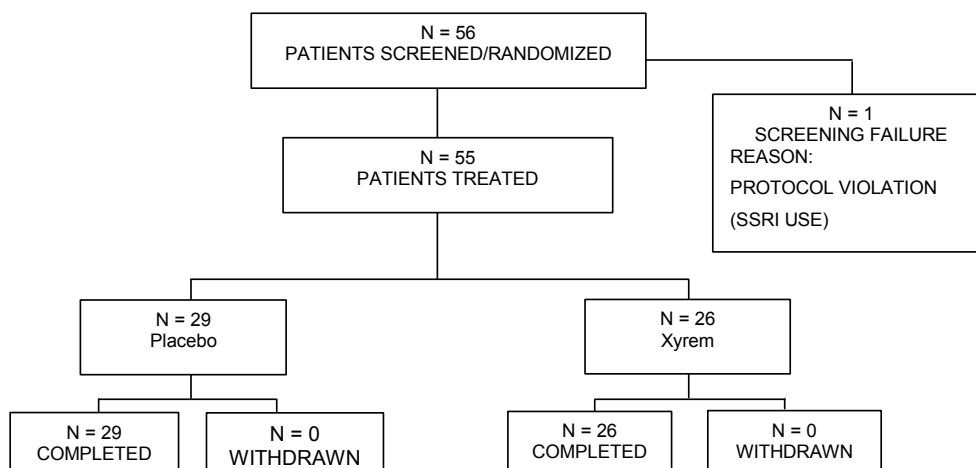 N = 56
PATIENTS SCREENED/RANDOMIZED
N = 1
SCREENING FAILURE
REASON:
PROTOCOL VIOLATION
(SSRI USE)
N = 55
PATIENTS TREATED
N = 29
Placebo
N = 26
Xyrem
N = 29
COMPLETED
N = 0
WITHDRAWN
N = 26
COMPLETED
N = 0
WITHDRAWN